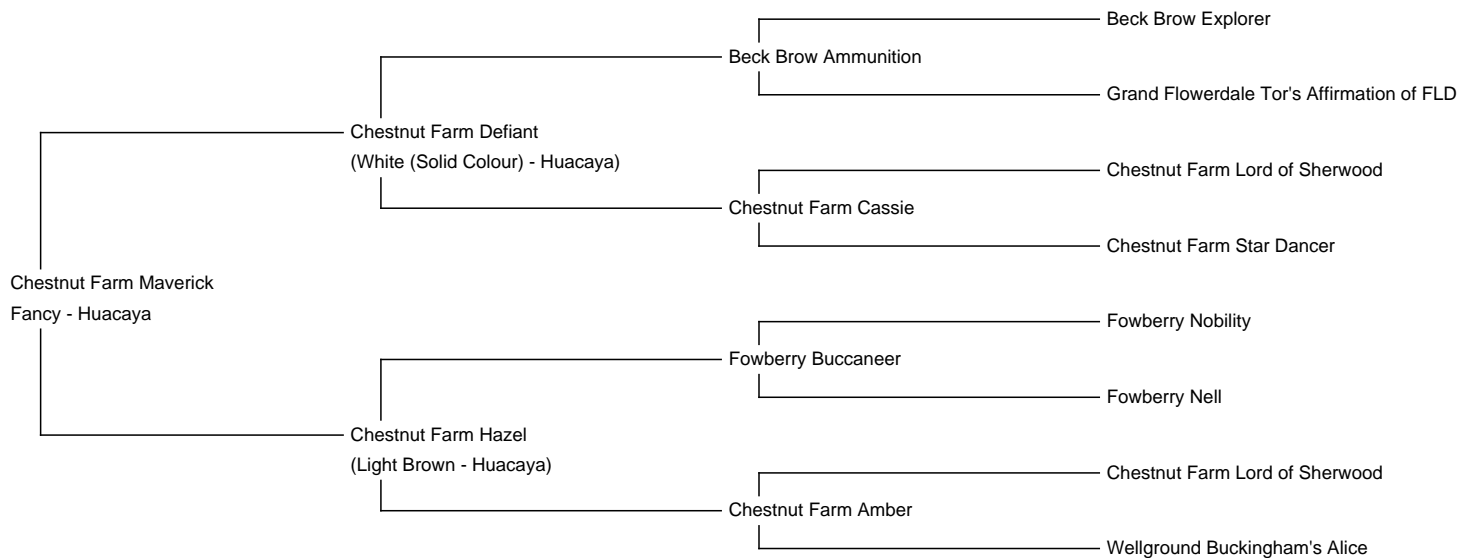 Beck Brow Explorer
Beck Brow Ammunition
Grand Flowerdale Tor's Affirmation of FLD
Chestnut Farm Defiant
(White (Solid Colour) - Huacaya)
Chestnut Farm Lord of Sherwood
Chestnut Farm Cassie
Chestnut Farm Star Dancer
Chestnut Farm Maverick
Fancy - Huacaya
Fowberry Nobility
Fowberry Buccaneer
Fowberry Nell
Chestnut Farm Hazel
(Light Brown - Huacaya)
Chestnut Farm Lord of Sherwood
Chestnut Farm Amber
Wellground Buckingham's Alice